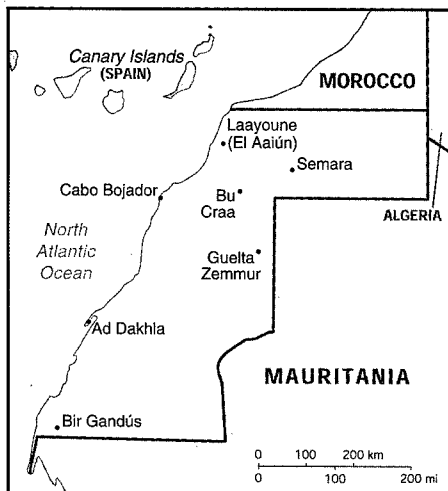 Canary Islands
(SPAIN)
MOROCCO
Laayoune
(El Aaiún)
Semara
Cabo Bojador
Bu
Craa
ALGERIA
North
Atlantic
Ocean
Guelta
Zemmur
Ad Dakhla
MAURITANIA
Bir Gandús
0 100 200 km
0 100 200 mi